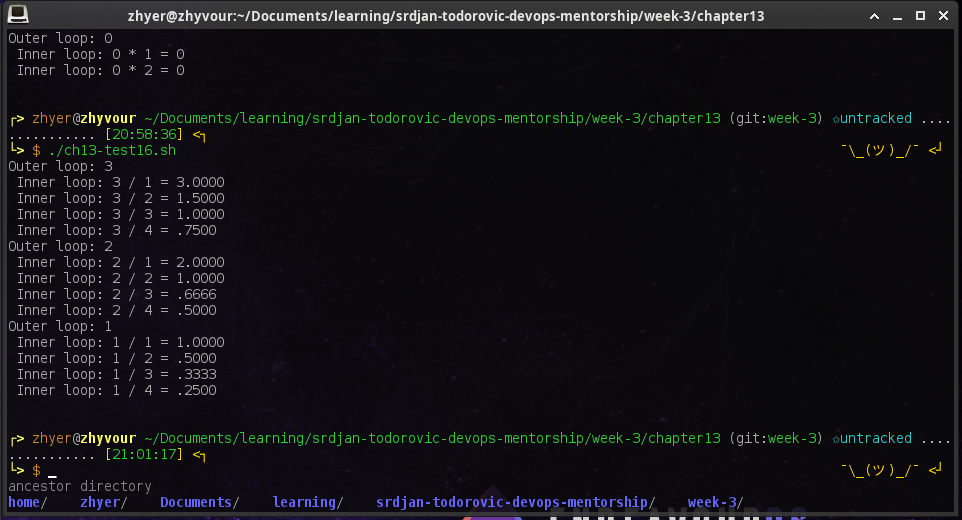 zhyer@zhyvour:~/Documents/learning/srdjan-todorovic-devops-mentorship/week-3/chapter13
Outer loop: 0
 Inner loop: 0 * 1 = 0
 Inner loop: 0 * 2 = 0
┌> zhyer@zhyvour ~/Documents/learning/srdjan-todorovic-devops-mentorship/week-3/chapter13 (git:week-3) ✩untracked ....
........... [20:58:36] <┐
└> $ ./ch13-test16.sh ¯\_(ツ)_/¯ <┘
Outer loop: 3
 Inner loop: 3 / 1 = 3.0000
 Inner loop: 3 / 2 = 1.5000
 Inner loop: 3 / 3 = 1.0000
 Inner loop: 3 / 4 = .7500
Outer loop: 2
 Inner loop: 2 / 1 = 2.0000
 Inner loop: 2 / 2 = 1.0000
 Inner loop: 2 / 3 = .6666
 Inner loop: 2 / 4 = .5000
Outer loop: 1
 Inner loop: 1 / 1 = 1.0000
 Inner loop: 1 / 2 = .5000
 Inner loop: 1 / 3 = .3333
 Inner loop: 1 / 4 = .2500
┌> zhyer@zhyvour ~/Documents/learning/srdjan-todorovic-devops-mentorship/week-3/chapter13 (git:week-3) ✩untracked ....
........... [21:01:17] <┐
└> $ _ ¯\_(ツ)_/¯ <┘
ancestor directory
home/ zhyer/ Documents/ learning/ srdjan-todorovic-devops-mentorship/ week-3/